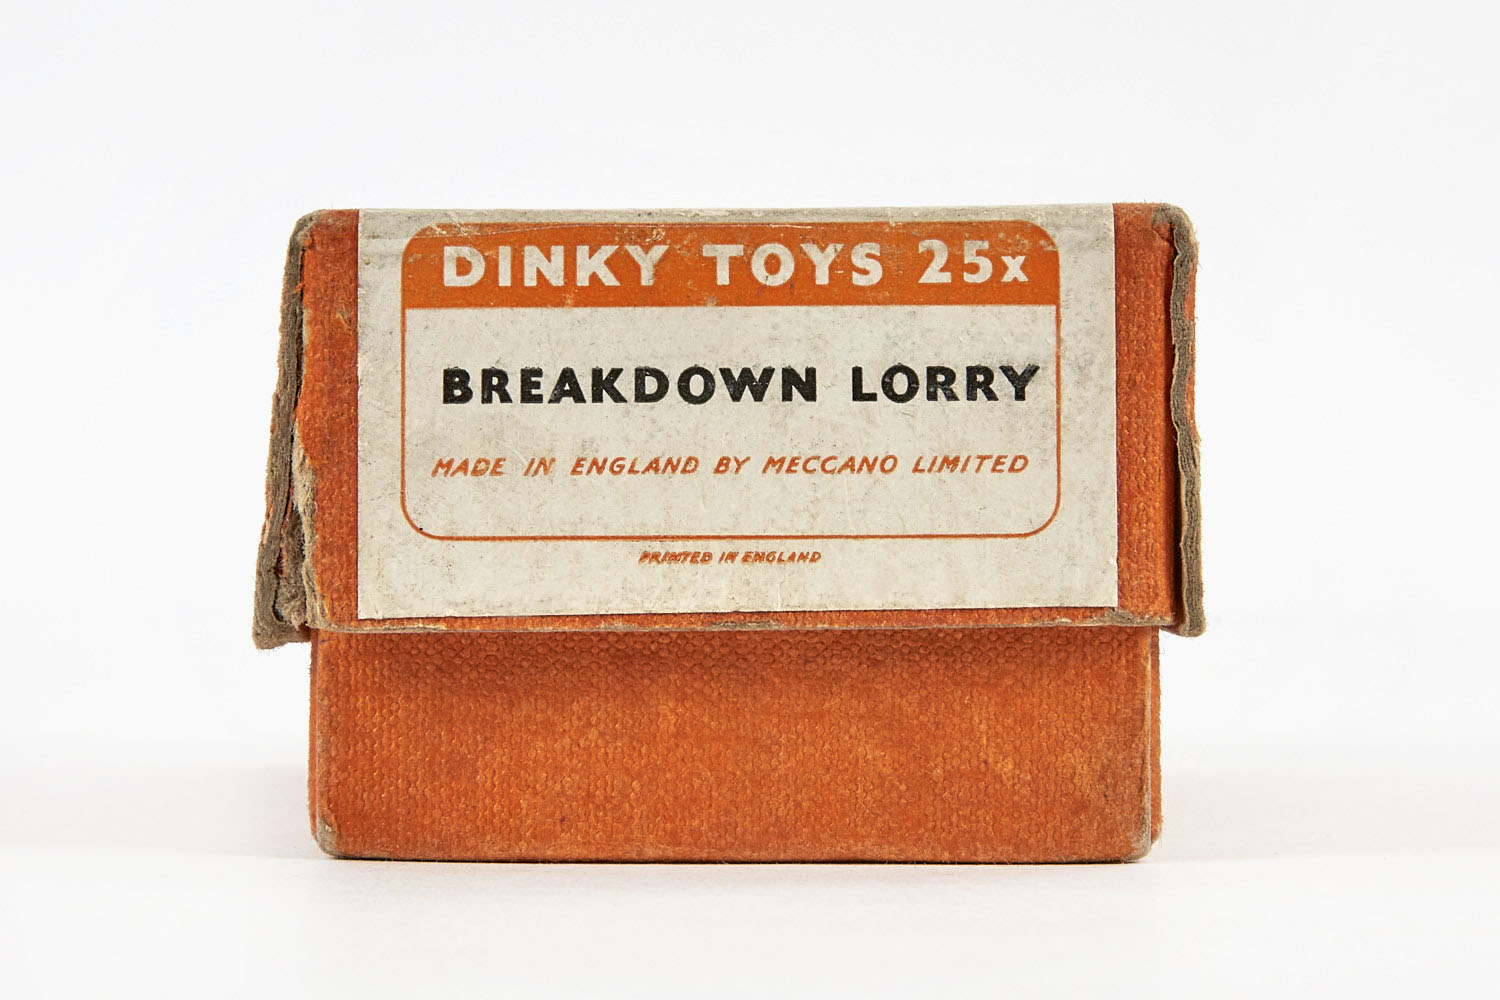 DINKY TOYS 25x
BREAKDOWN LORRY
MADE IN ENGLAND BY MECCANO LIMITED
PRINTED IN ENGLAND